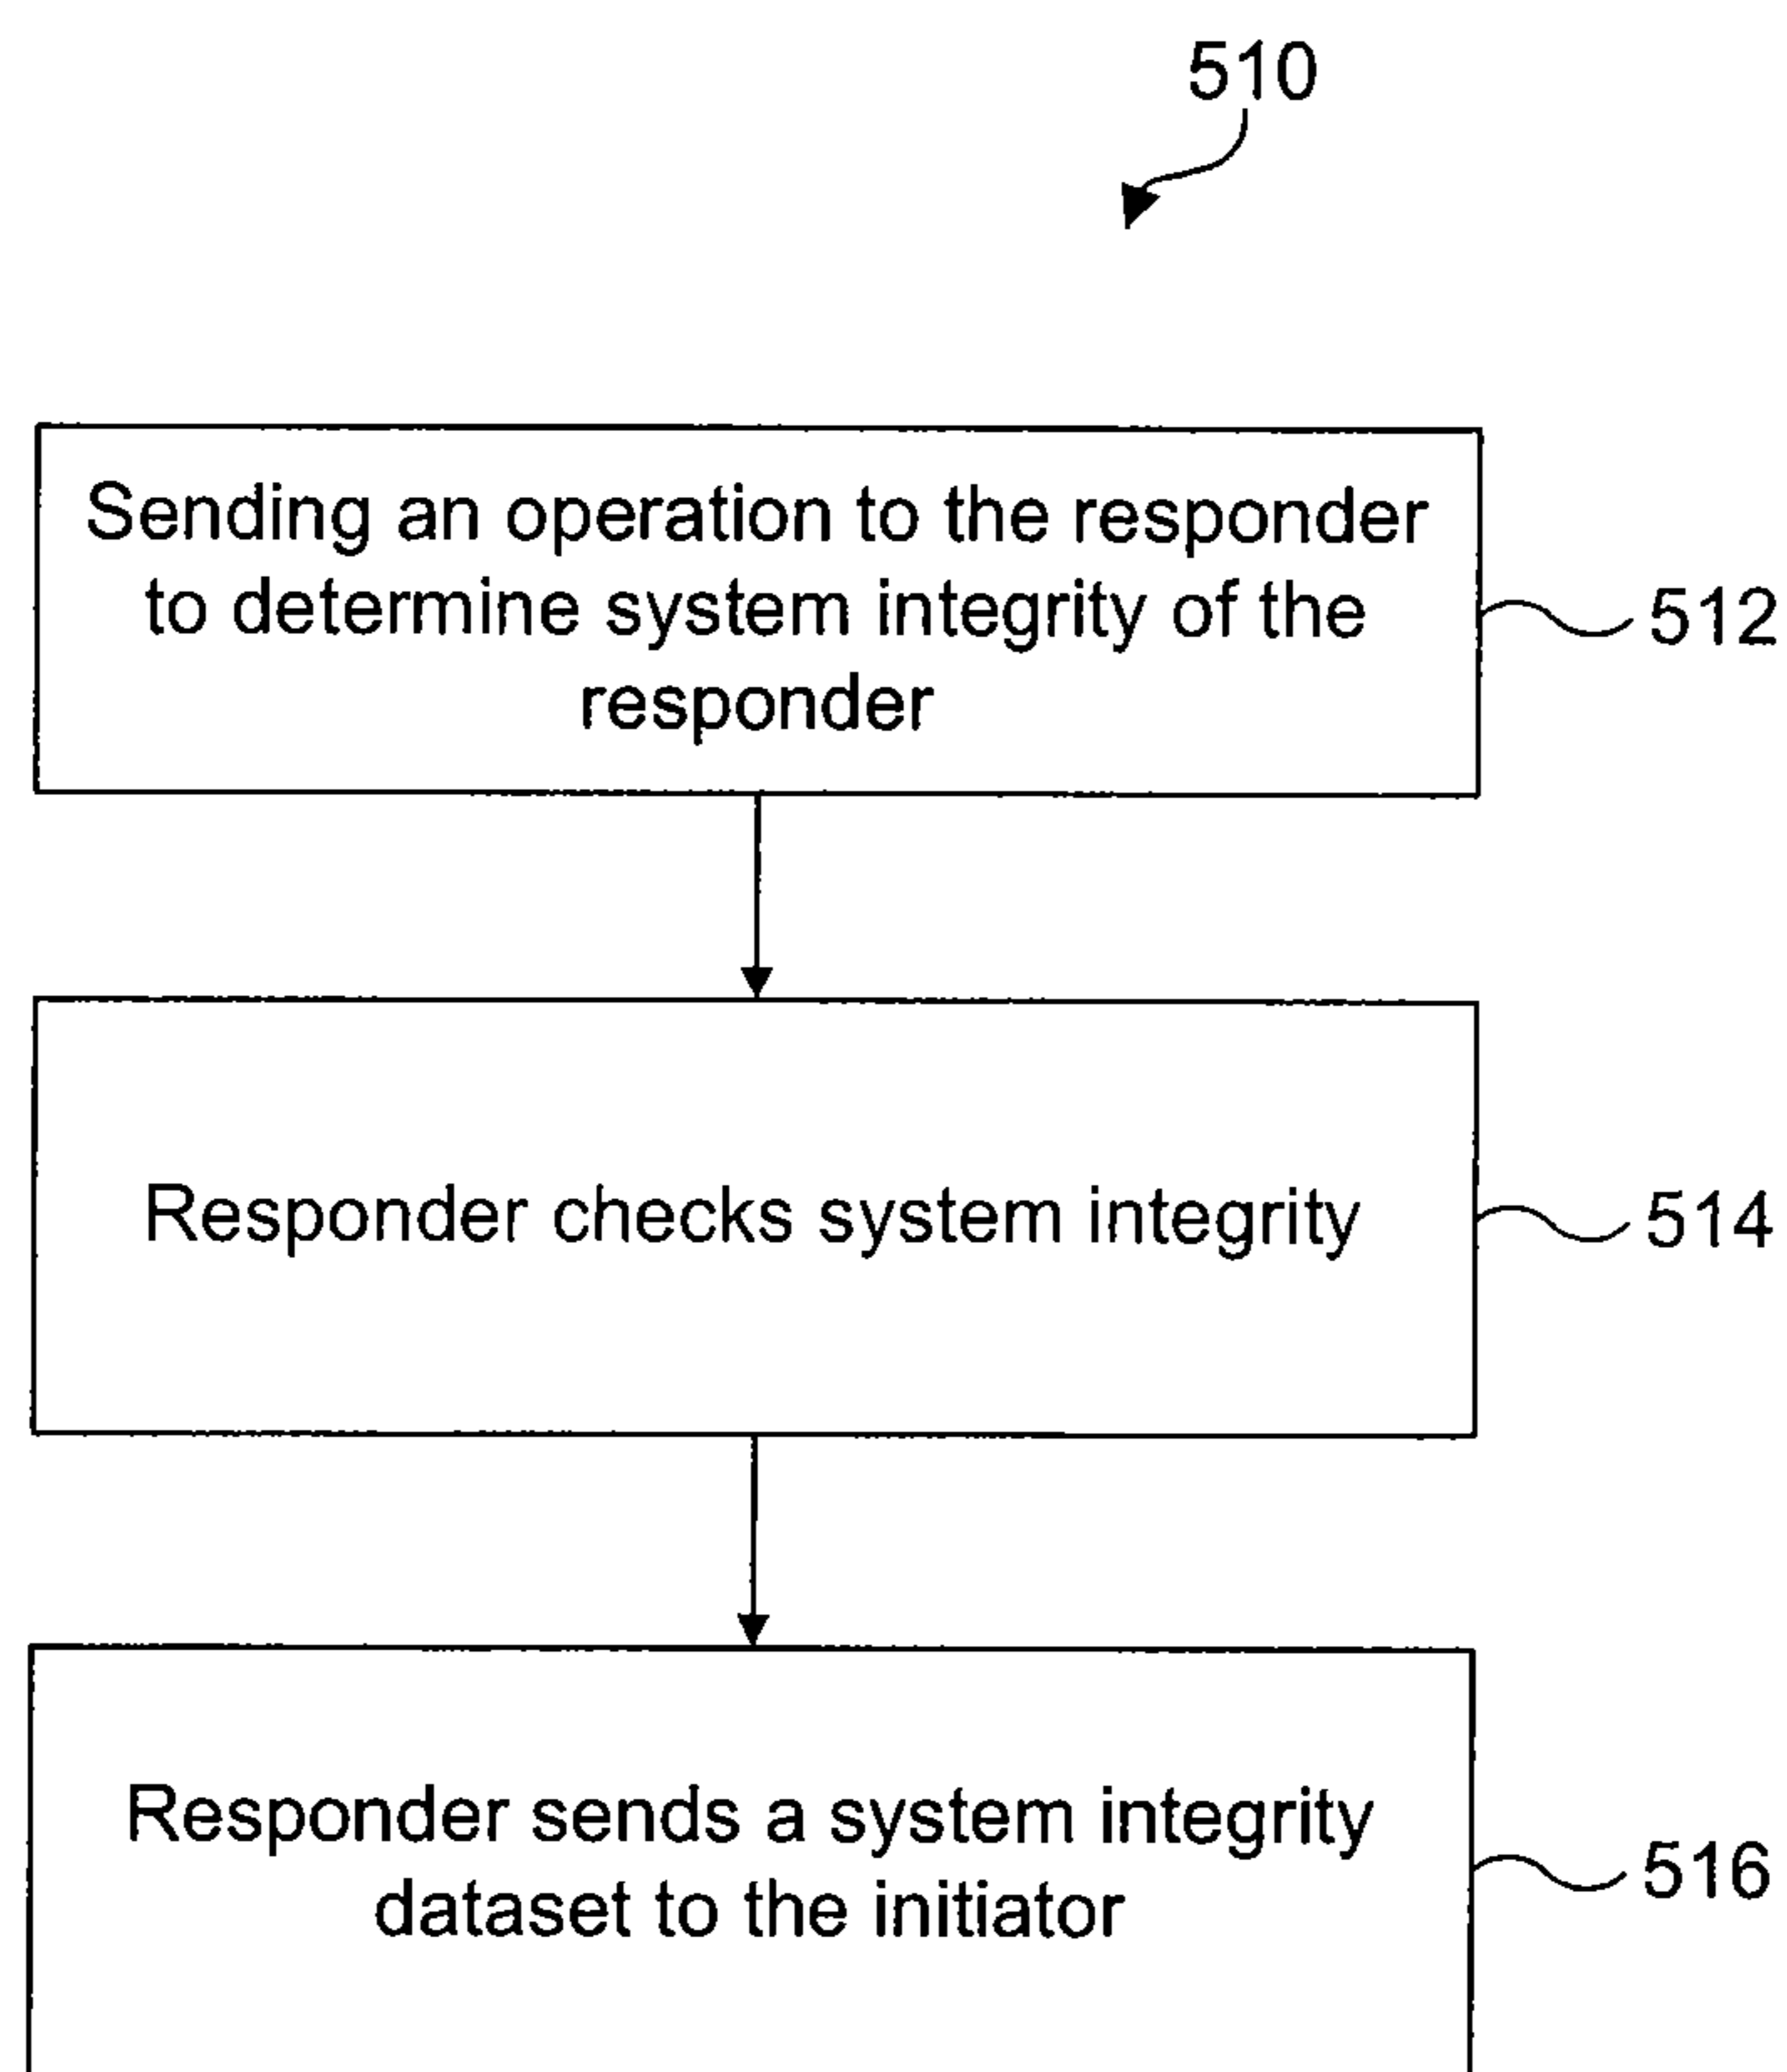 510
Sending an operation to the responder
to determine system integrity of the
responder
512
Responder checks system integrity
514
Responder sends a system integrity
dataset to the initiator
516